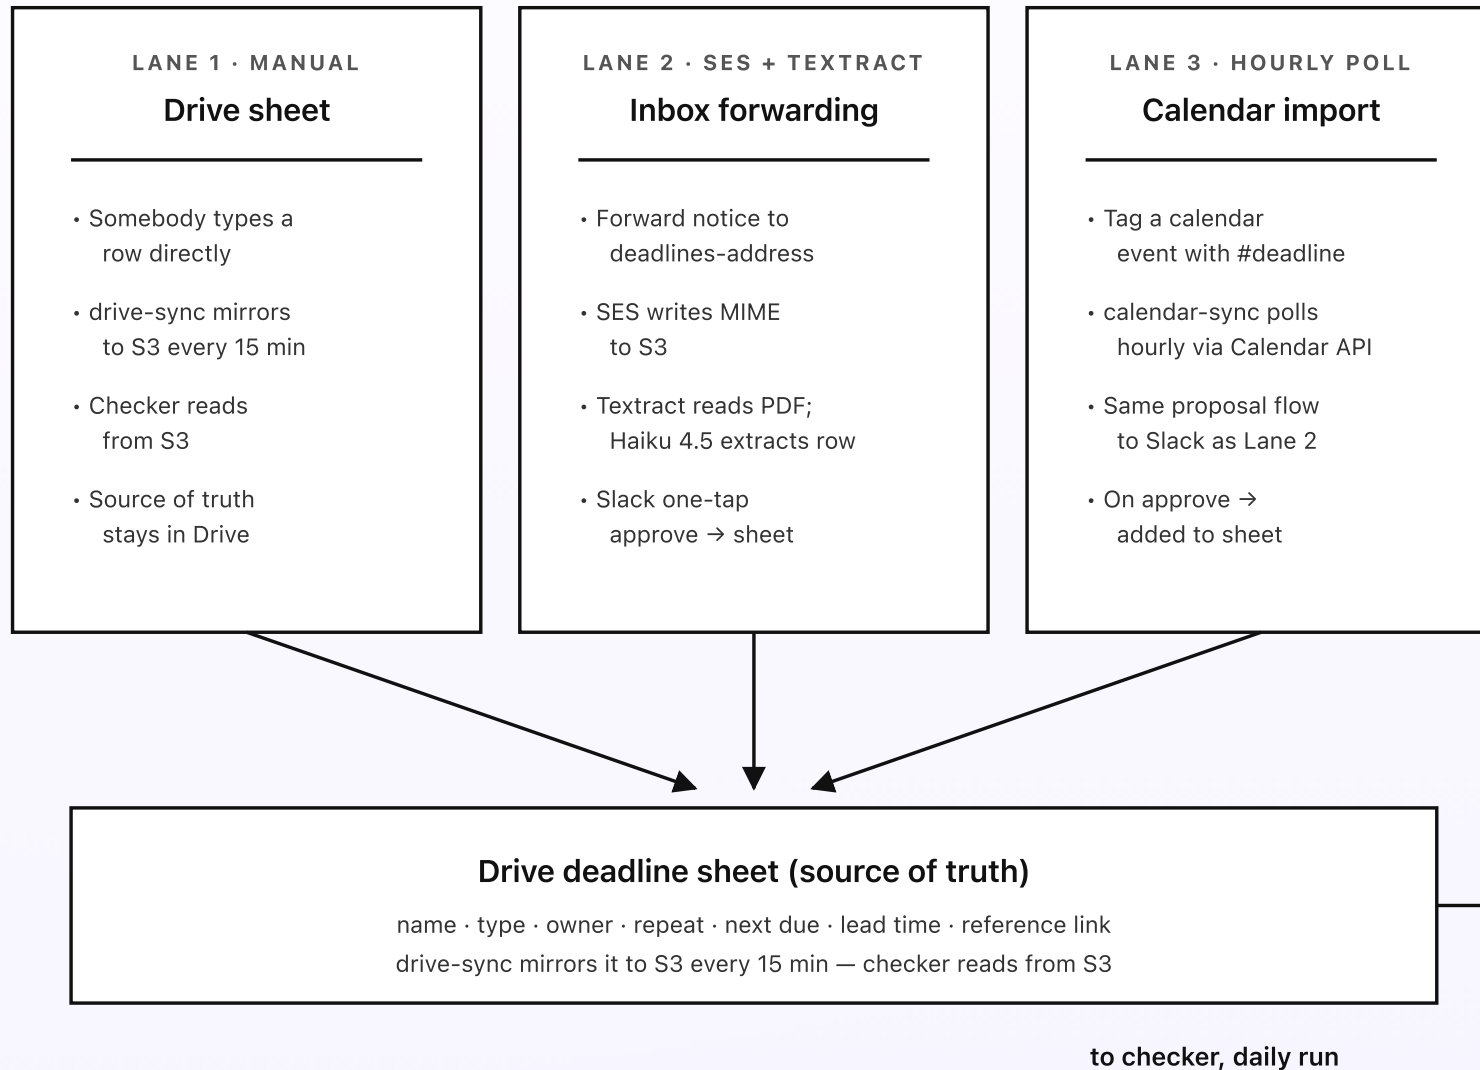 LANE 1 · MANUAL
Drive sheet
• Somebody types a
row directly
• drive-sync mirrors
to S3 every 15 min
• Checker reads
from S3
• Source of truth
stays in Drive
LANE 2 · SES + TEXTRACT
Inbox forwarding
• Forward notice to
deadlines-address
• SES writes MIME
to S3
• Textract reads PDF;
Haiku 4.5 extracts row
• Slack one-tap
approve → sheet
LANE 3 · HOURLY POLL
Calendar import
• Tag a calendar
event with #deadline
• calendar-sync polls
hourly via Calendar API
• Same proposal flow
to Slack as Lane 2
• On approve →
added to sheet
Drive deadline sheet (source of truth)
name · type · owner · repeat · next due · lead time · reference link
drive-sync mirrors it to S3 every 15 min — checker reads from S3
to checker, daily run